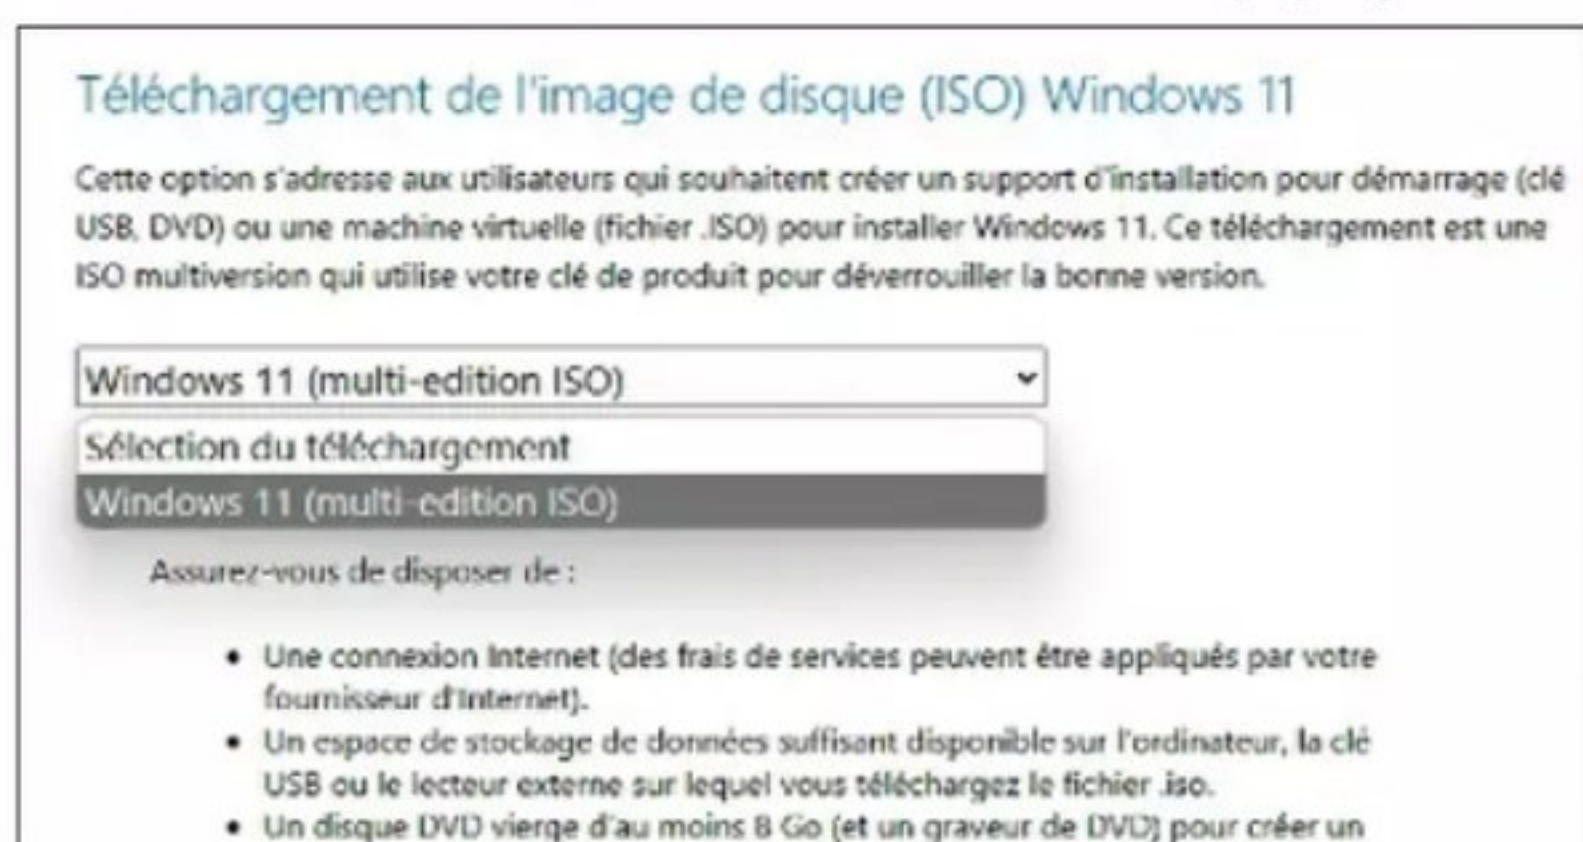 Téléchargement de l'image de disque (ISO) Windows 11
Cette option s'adresse aux utilisateurs qui souhaitent créer un support d'installation pour démarrage (clé
USB, DVD) ou une machine virtuelle (fichier .ISO) pour installer Windows 11. Ce téléchargement est une
ISO multiversion qui utilise votre clé de produit pour déverrouiller la bonne version.
Windows 11 (multi-edition ISO)
Sélection du téléchargement
Windows 11 (multi-edition ISO)
Assurez-vous de disposer de :
• Une connexion Internet (des frais de services peuvent être appliqués par votre
fournisseur d'Internet).
• Un espace de stockage de données suffisant disponible sur l'ordinateur, la clé
USB ou le lecteur externe sur lequel vous téléchargez le fichier .iso.
• Un disque DVD vierge d'au moins 8 Go (et un graveur de DVD) pour créer un